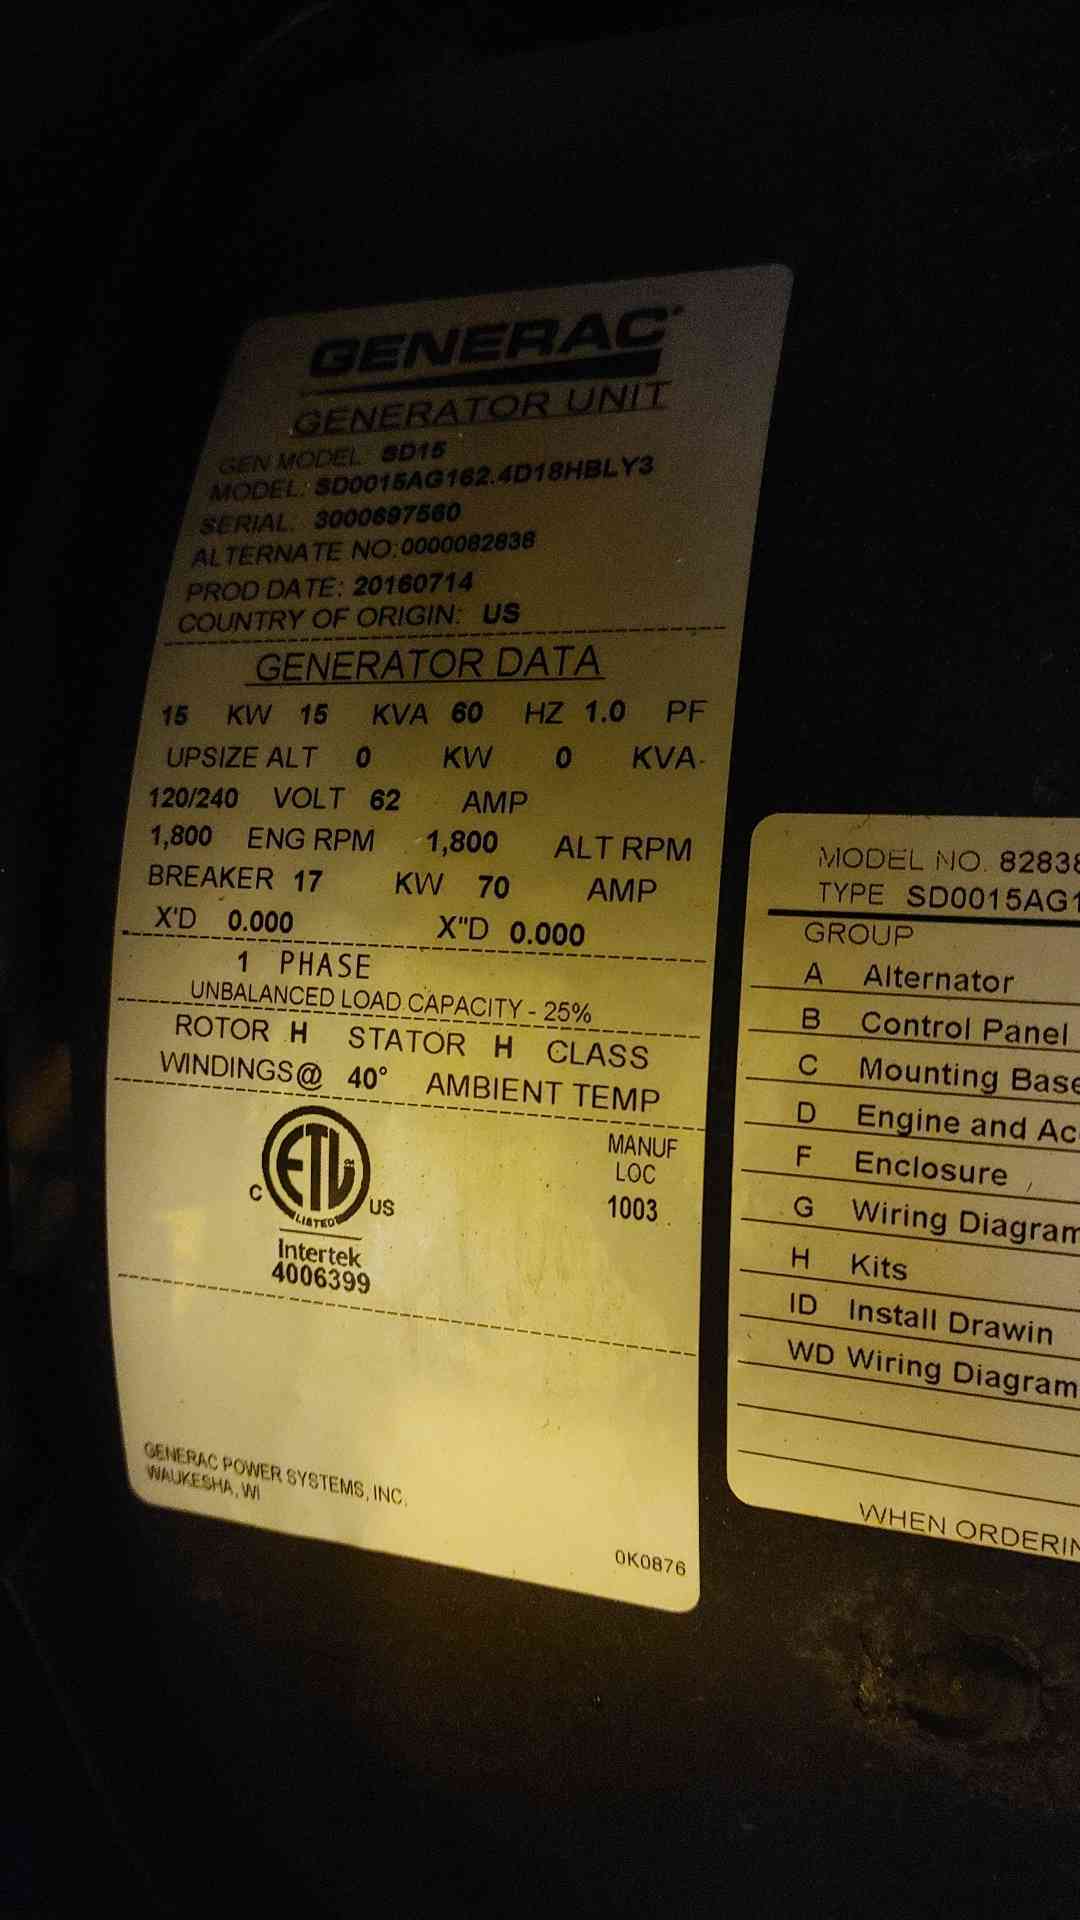 GENERAC
GENERATOR UNIT
GEN MODEL: SD15
MODEL: SD0015AG162.4D18HBLY3
SERIAL: 3000697560
ALTERNATE NO:0000082838
PROD DATE: 20160714
COUNTRY OF ORIGIN: US
GENERATOR DATA
15 KW 15 KVA 60 HZ 1.0 PF
UPSIZE ALT 0 KW 0 KVA
120/240 VOLT 62 AMP
1,800 ENG RPM 1,800 ALT RPM
BREAKER 17 KW 70 AMP
X'D 0.000 X"D 0.000
1 PHASE
UNBALANCED LOAD CAPACITY - 25%
ROTOR H STATOR H CLASS
WINDINGS@ 40° AMBIENT TEMP
ETL
C US
LISTED
Intertek
4006399
MANUF
LOC
1003
GENERAC POWER SYSTEMS, INC.
WAUKESHA, WI
0K0876
MODEL NO. 82838
TYPE SD0015AG1
GROUP
A Alternator
B Control Panel
C Mounting Base
D Engine and Ac
F Enclosure
G Wiring Diagram
H Kits
ID Install Drawin
WD Wiring Diagram
WHEN ORDERIN